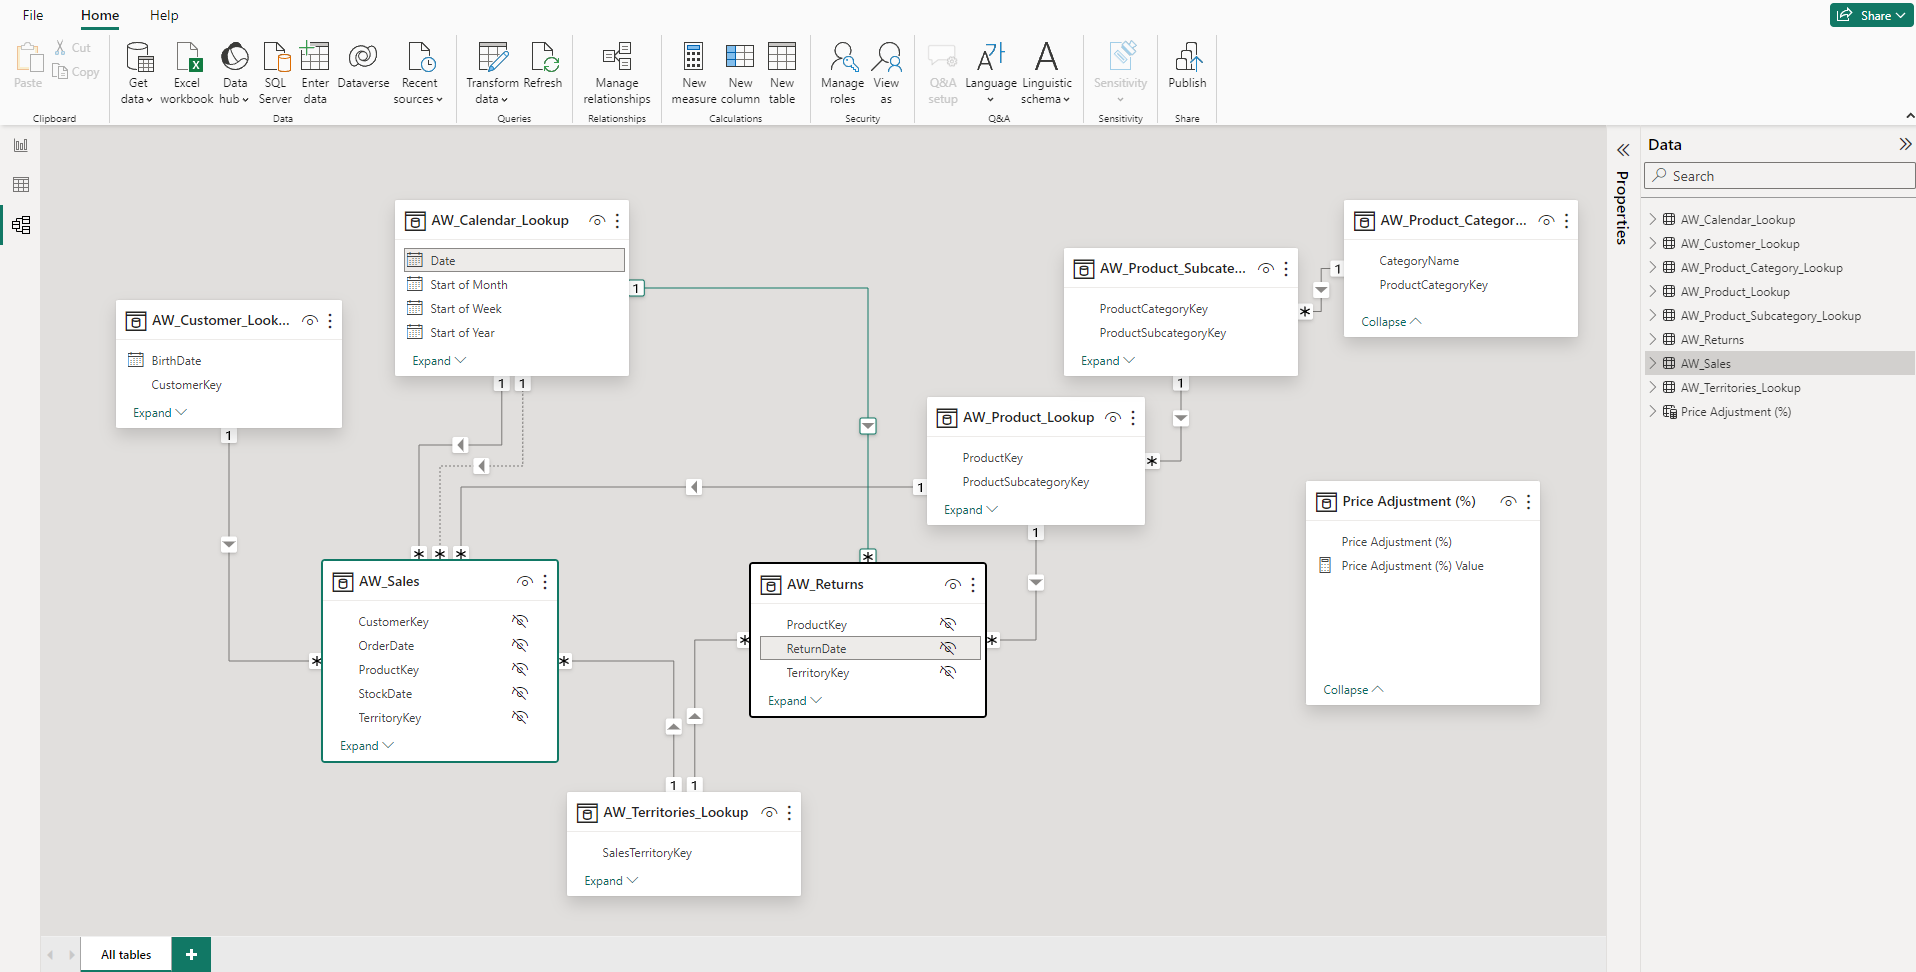 File Home Help
Share
Paste
Cut
Copy
Clipboard
Get data
Excel workbook
Data hub
SQL Server
Enter data
Dataverse
Recent sources
Data
Transform data
Refresh
Queries
Manage relationships
Relationships
New measure
New column
New table
Calculations
Manage roles
View as
Security
Q&A setup
Language
Linguistic schema
Q&A
Sensitivity
Sensitivity
Publish
Share
AW_Calendar_Lookup
Date
Start of Month
Start of Week
Start of Year
Expand
1
1 1
AW_Customer_Look...
BirthDate
CustomerKey
Expand
1
AW_Product_Categor...
CategoryName
ProductCategoryKey
Collapse
1
*
AW_Product_Subcate...
ProductCategoryKey
ProductSubcategoryKey
Expand
1
*
AW_Product_Lookup
ProductKey
ProductSubcategoryKey
Expand
1
1
Price Adjustment (%)
Price Adjustment (%)
Price Adjustment (%) Value
Collapse
* * *
*
AW_Sales
CustomerKey
OrderDate
ProductKey
StockDate
TerritoryKey
Expand
*
*
AW_Returns
ProductKey
ReturnDate
TerritoryKey
Expand
*
*
1 1
AW_Territories_Lookup
SalesTerritoryKey
Expand
All tables +
Properties
Data
Search
AW_Calendar_Lookup
AW_Customer_Lookup
AW_Product_Category_Lookup
AW_Product_Lookup
AW_Product_Subcategory_Lookup
AW_Returns
AW_Sales
AW_Territories_Lookup
Price Adjustment (%)